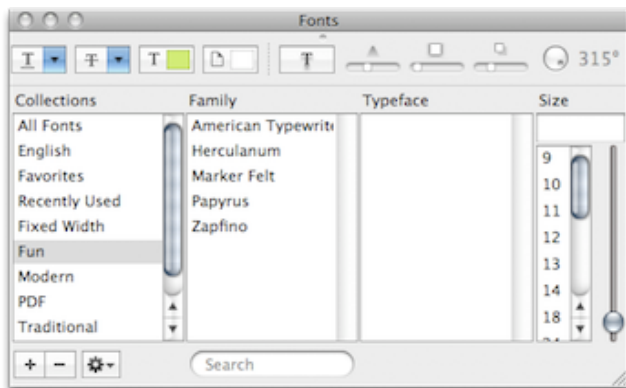 Fonts
T T T T 315°
Collections Family Typeface Size
All Fonts
English
Favorites
Recently Used
Fixed Width
Fun
Modern
PDF
Traditional
American Typewrite
Herculanum
Marker Felt
Papyrus
Zapfino
9
10
11
12
13
14
18
Search